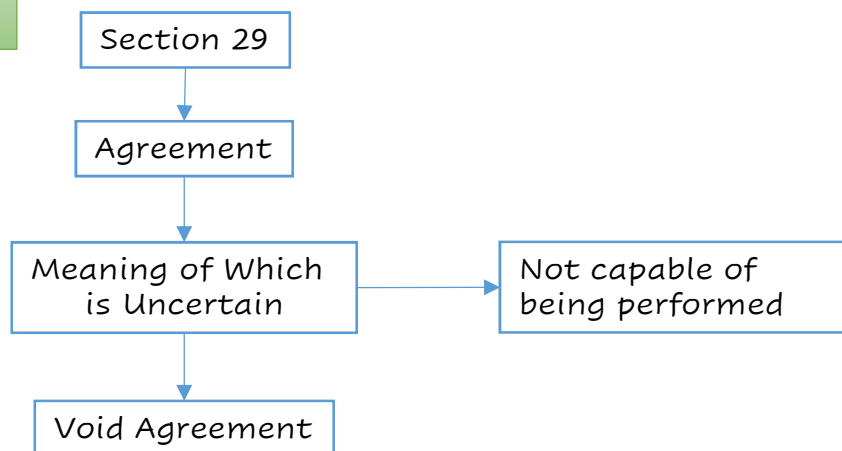 Section 29
Agreement
Meaning of Which
is Uncertain
Not capable of
being performed
Void Agreement